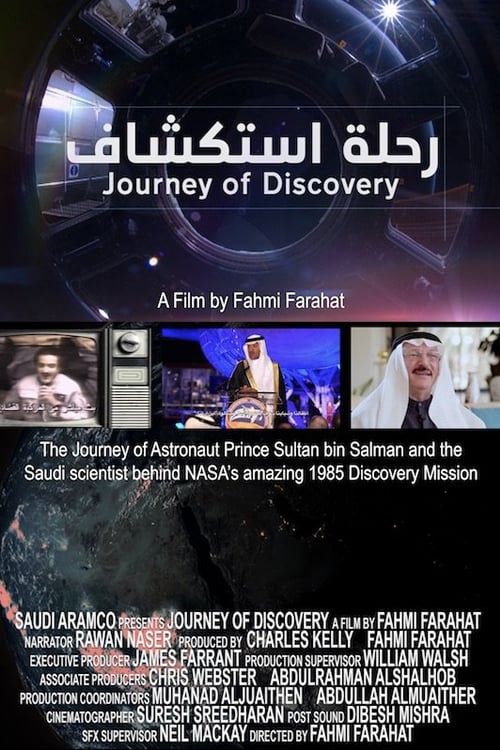 رحلة استكشاف
Journey of Discovery
A Film by Fahmi Farahat
The Journey of Astronaut Prince Sultan bin Salman and the
Saudi scientist behind NASA's amazing 1985 Discovery Mission
SAUDI ARAMCO PRESENTS JOURNEY OF DISCOVERY A FILM BY FAHMI FARAHAT
NARRATOR RAWAN NASER PRODUCED BY CHARLES KELLY FAHMI FARAHAT
EXECUTIVE PRODUCER JAMES FARRANT PRODUCTION SUPERVISOR WILLIAM WALSH
ASSOCIATE PRODUCERS CHRIS WEBSTER ABDULRAHMAN ALSHALHOB
PRODUCTION COORDINATORS MUHANAD ALJUAITHEN ABDULLAH ALMUAITHER
CINEMATOGRAPHER SURESH SREEDHARAN POST SOUND DIBESH MISHRA
SFX SUPERVISOR NEIL MACKAY DIRECTED BY FAHMI FARAHAT